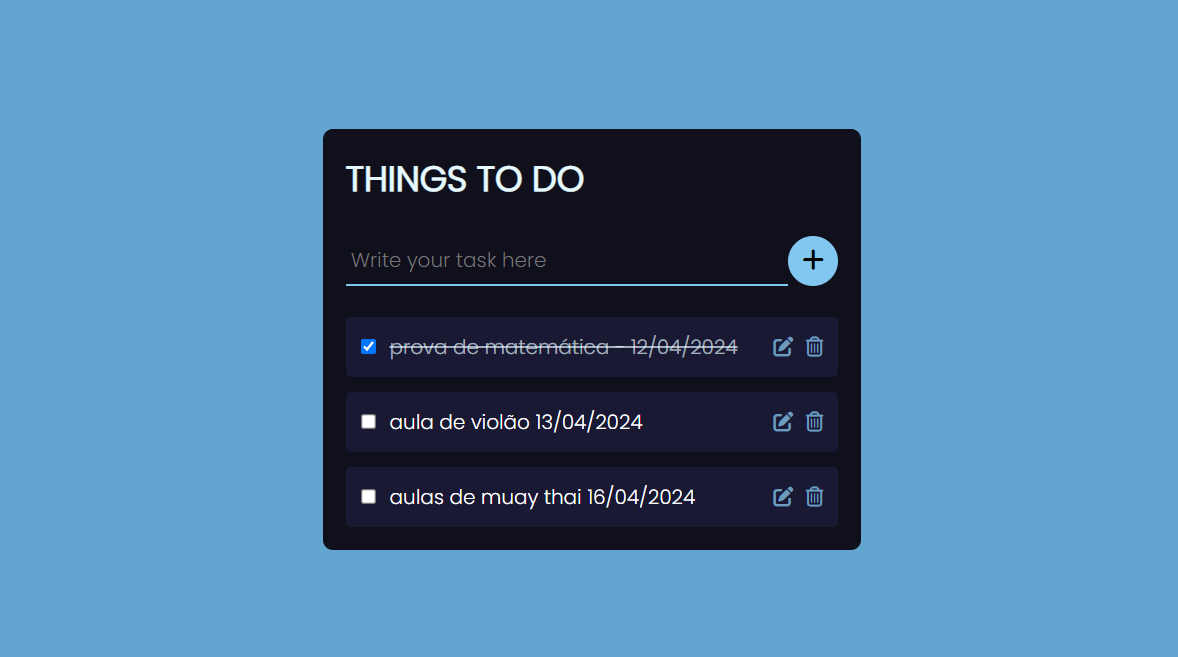 THINGS TO DO
Write your task here
prova de matemática - 12/04/2024
aula de violão 13/04/2024
aulas de muay thai 16/04/2024